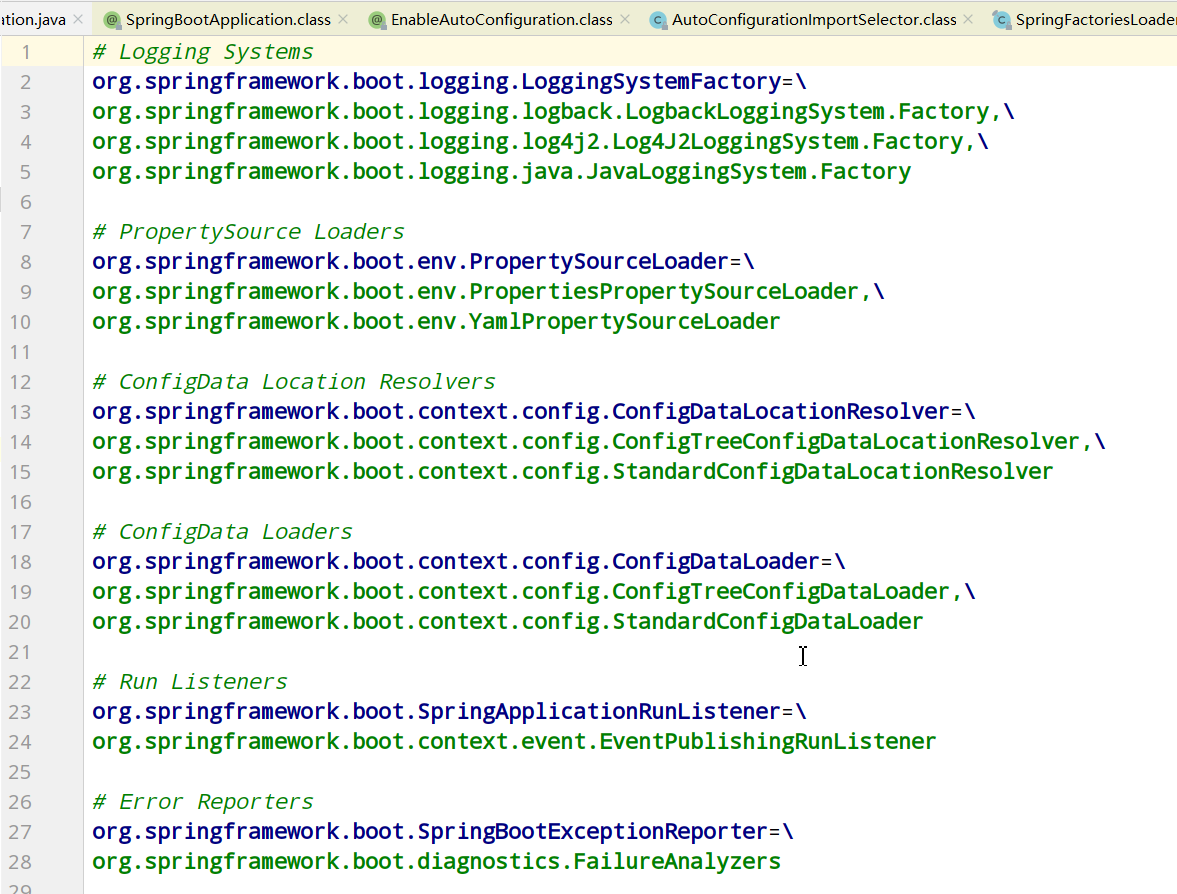 ation.java SpringBootApplication.class EnableAutoConfiguration.class AutoConfigurationImportSelector.class SpringFactoriesLoader
1 # Logging Systems
2 org.springframework.boot.logging.LoggingSystemFactory=\
3 org.springframework.boot.logging.logback.LogbackLoggingSystem.Factory,\
4 org.springframework.boot.logging.log4j2.Log4J2LoggingSystem.Factory,\
5 org.springframework.boot.logging.java.JavaLoggingSystem.Factory
6
7 # PropertySource Loaders
8 org.springframework.boot.env.PropertySourceLoader=\
9 org.springframework.boot.env.PropertiesPropertySourceLoader,\
10 org.springframework.boot.env.YamlPropertySourceLoader
11
12 # ConfigData Location Resolvers
13 org.springframework.boot.context.config.ConfigDataLocationResolver=\
14 org.springframework.boot.context.config.ConfigTreeConfigDataLocationResolver,\
15 org.springframework.boot.context.config.StandardConfigDataLocationResolver
16
17 # ConfigData Loaders
18 org.springframework.boot.context.config.ConfigDataLoader=\
19 org.springframework.boot.context.config.ConfigTreeConfigDataLoader,\
20 org.springframework.boot.context.config.StandardConfigDataLoader
21
22 # Run Listeners
23 org.springframework.boot.SpringApplicationRunListener=\
24 org.springframework.boot.context.event.EventPublishingRunListener
25
26 # Error Reporters
27 org.springframework.boot.SpringBootExceptionReporter=\
28 org.springframework.boot.diagnostics.FailureAnalyzers
29